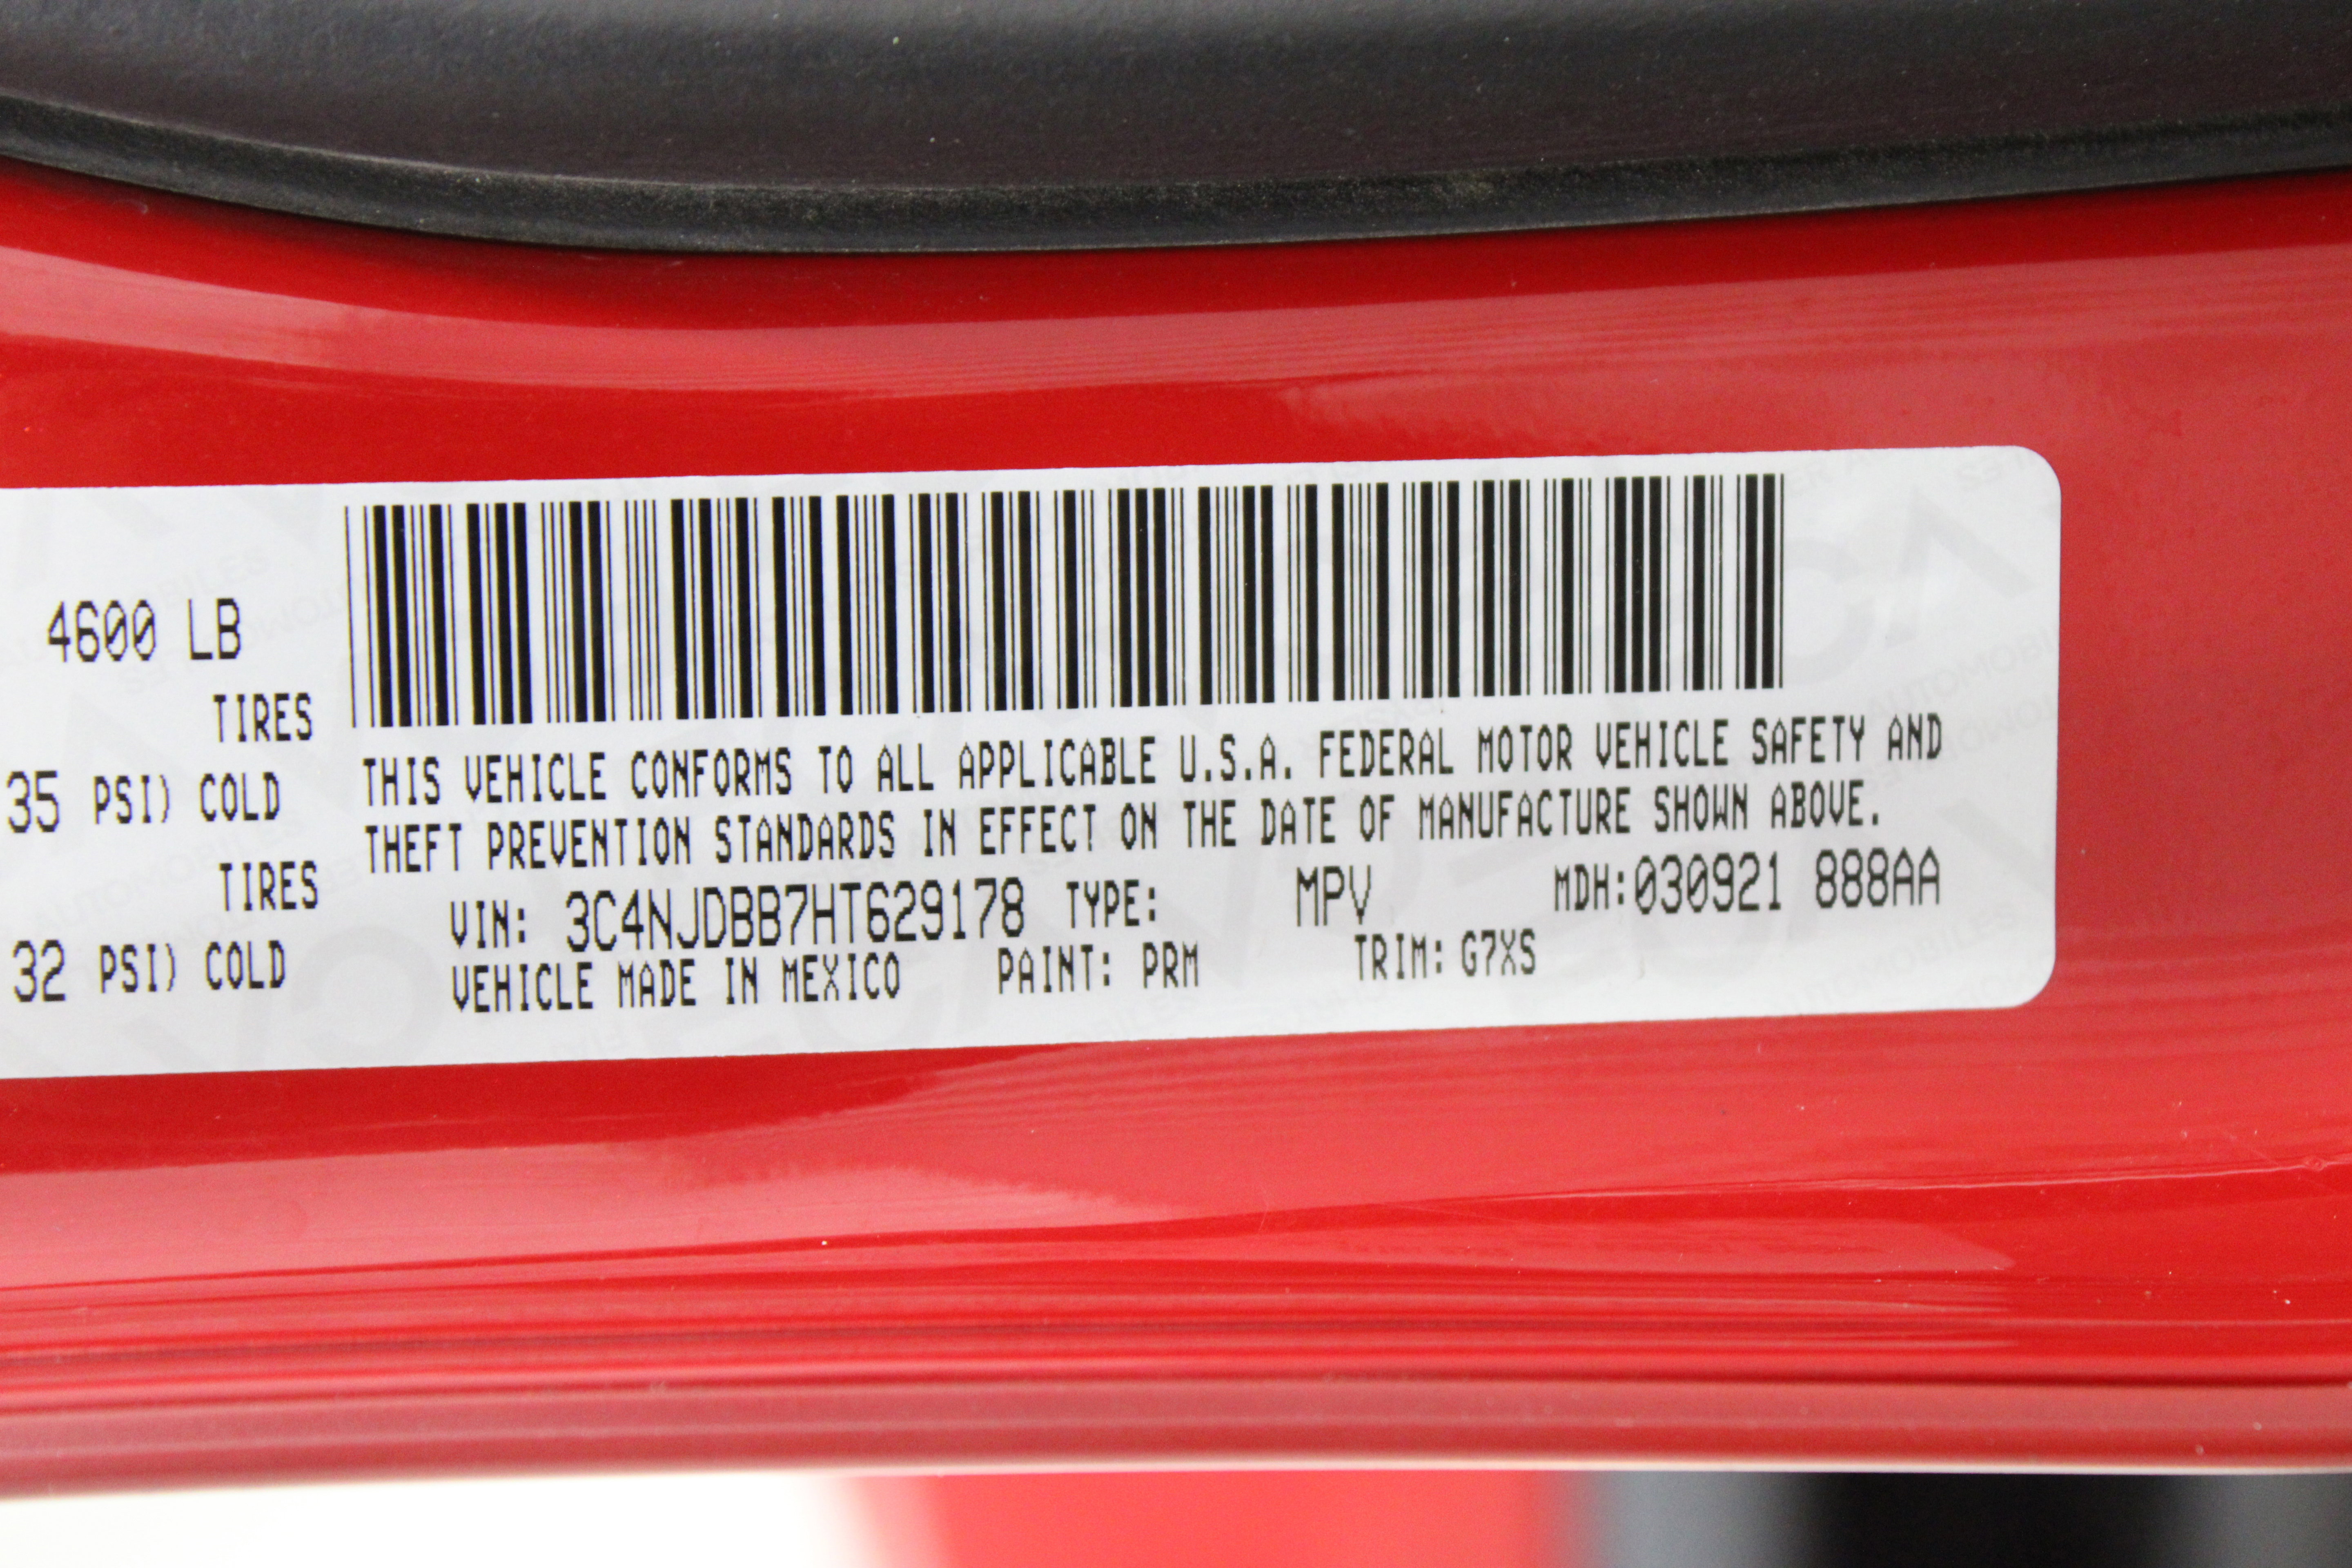 4600 LB
TIRES
35 PSI) COLD
TIRES
32 PSI) COLD
THIS VEHICLE CONFORMS TO ALL APPLICABLE U.S.A. FEDERAL MOTOR VEHICLE SAFETY AND
THEFT PREVENTION STANDARDS IN EFFECT ON THE DATE OF MANUFACTURE SHOWN ABOVE.
VIN: 3C4NJDBB7HT629178 TYPE: MPV MDH:030921 888AA
VEHICLE MADE IN MEXICO PAINT: PRM TRIM: G7XS